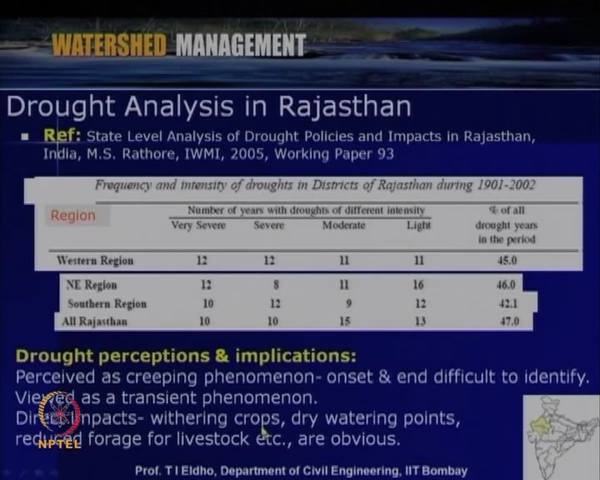 WATERSHED MANAGEMENT
Drought Analysis in Rajasthan
Ref: State Level Analysis of Drought Policies and Impacts in Rajasthan,
India, M.S. Rathore, IWMI, 2005, Working Paper 93
Frequency and intensity of droughts in Districts of Rajasthan during 1901-2002
Region Number of years with droughts of different intensity % of all
Very Severe Severe Moderate Light drought years
in the period
Western Region 12 12 11 11 45.0
NE Region 12 8 11 16 46.0
Southern Region 10 12 9 12 42.1
All Rajasthan 10 10 15 13 47.0
Drought perceptions & implications:
Perceived as creeping phenomenon- onset & end difficult to identify.
Viewed as a transient phenomenon.
Direct impacts- withering crops, dry watering points,
reduced forage for livestock etc., are obvious.
NPTEL
Prof. T I Eldho, Department of Civil Engineering, IIT Bombay